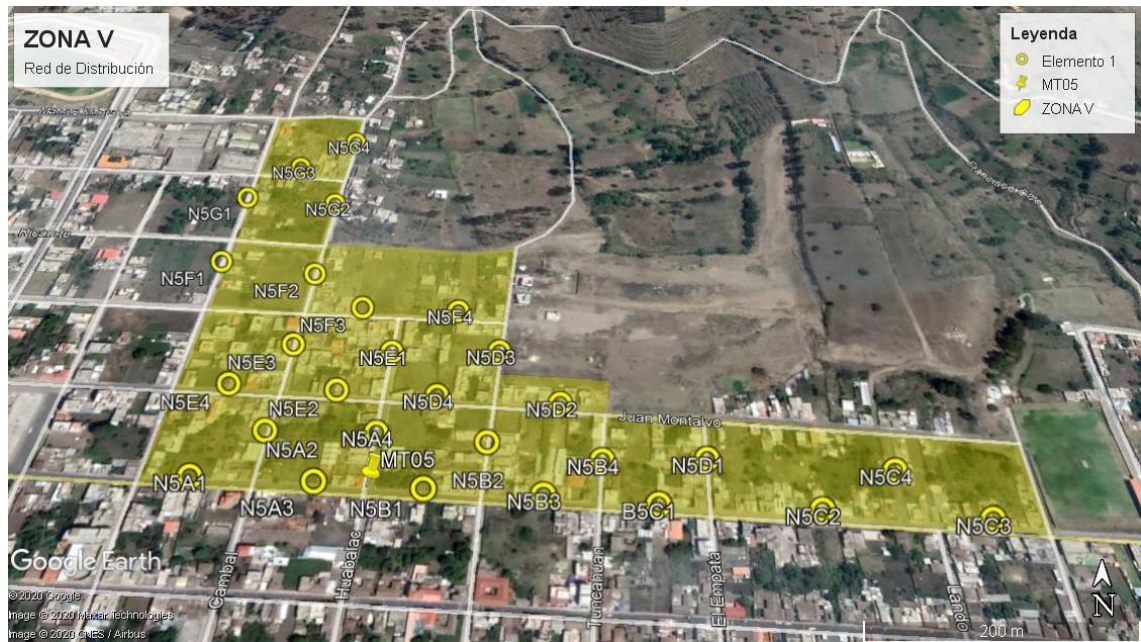 ZONA V
Red de Distribución
Leyenda
Elemento 1
MT05
ZONA V
N5G4
N5G3
N5G1
N5G2
N5F1
N5F2
N5F3
N5F4
N5E3
N5E1
N5D3
N5E4
N5E2
N5D4
N5D2
Juan Montalvo
N5A2
N5A4
MT05
N5B2
N5B4
N5D1
N5C4
N5A1
N5A3
N5B1
N5B3
B5C1
N5C2
N5C3
Google Earth
Cambal
Huabalac
Tuncahuan
El Empata
© 2020 Google
Image © 2020 Maxar Technologies
Image © 2020 CNES / Airbus
N
200 m